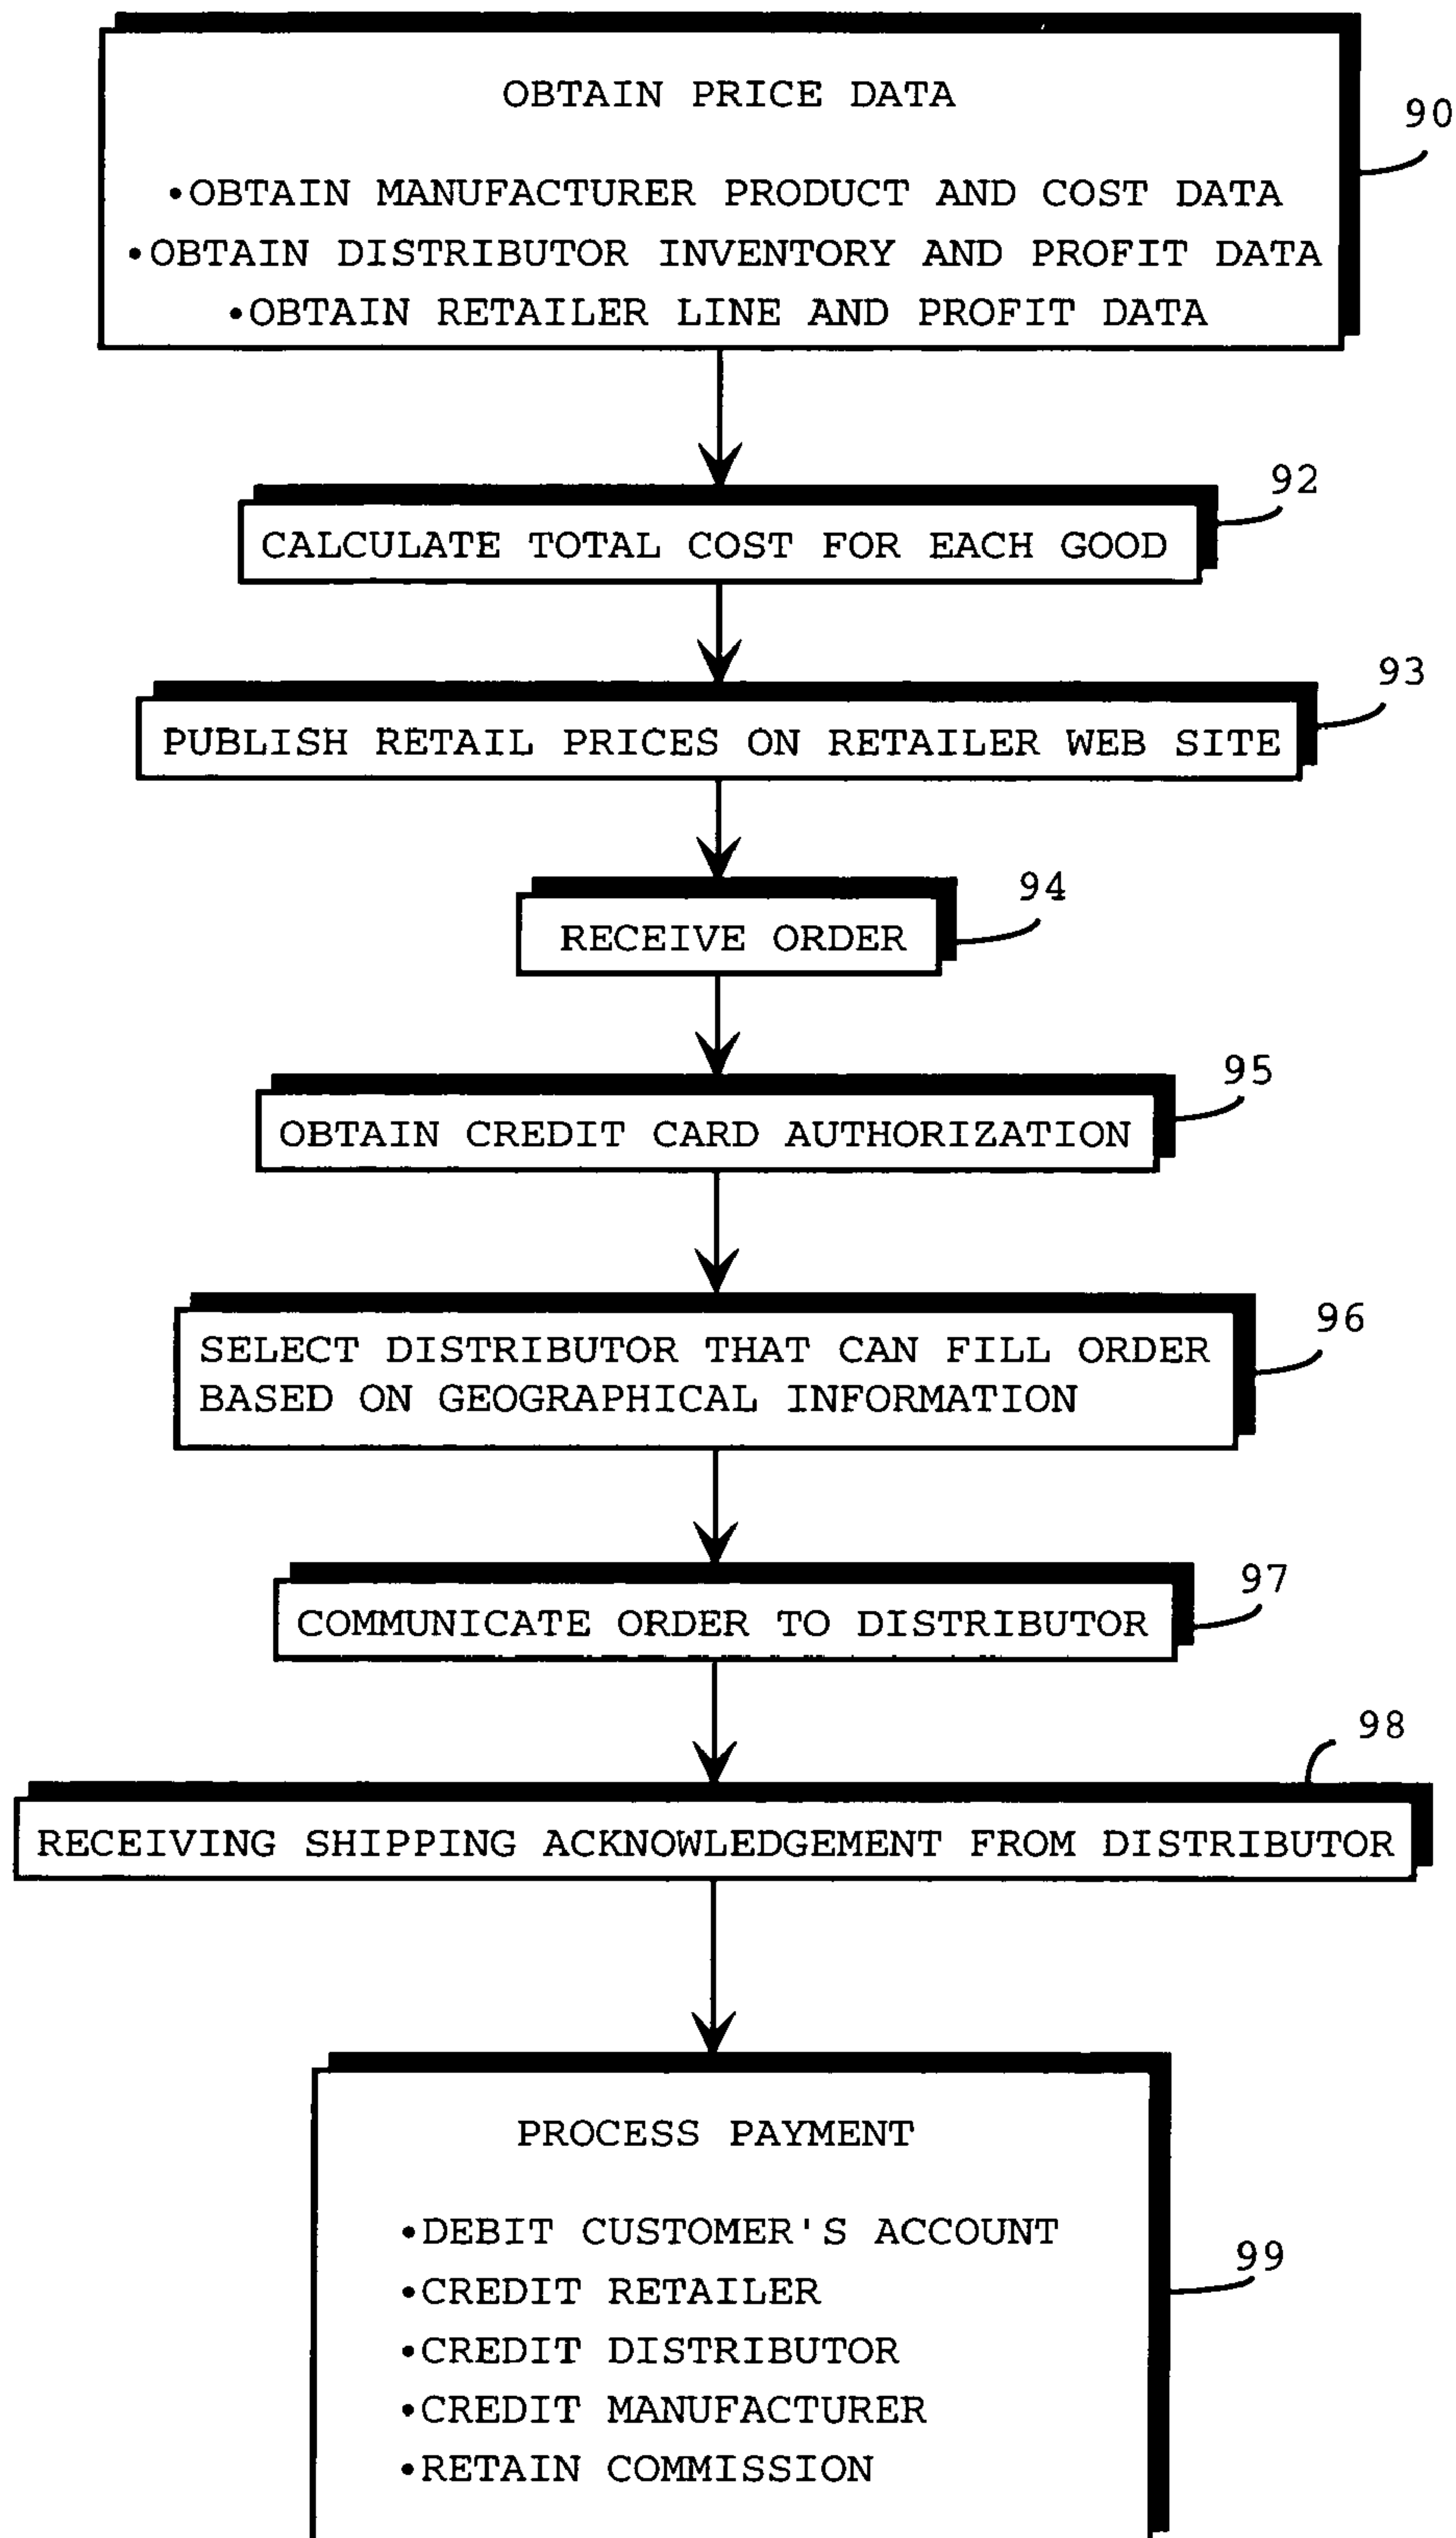 OBTAIN PRICE DATA
90
•OBTAIN MANUFACTURER PRODUCT AND COST DATA
•OBTAIN DISTRIBUTOR INVENTORY AND PROFIT DATA
•OBTAIN RETAILER LINE AND PROFIT DATA
92
CALCULATE TOTAL COST FOR EACH GOOD
93
PUBLISH RETAIL PRICES ON RETAILER WEB SITE
94
RECEIVE ORDER
95
OBTAIN CREDIT CARD AUTHORIZATION
96
SELECT DISTRIBUTOR THAT CAN FILL ORDER
BASED ON GEOGRAPHICAL INFORMATION
97
COMMUNICATE ORDER TO DISTRIBUTOR
98
RECEIVING SHIPPING ACKNOWLEDGEMENT FROM DISTRIBUTOR
PROCESS PAYMENT
•DEBIT CUSTOMER'S ACCOUNT
99
•CREDIT RETAILER
•CREDIT DISTRIBUTOR
•CREDIT MANUFACTURER
•RETAIN COMMISSION